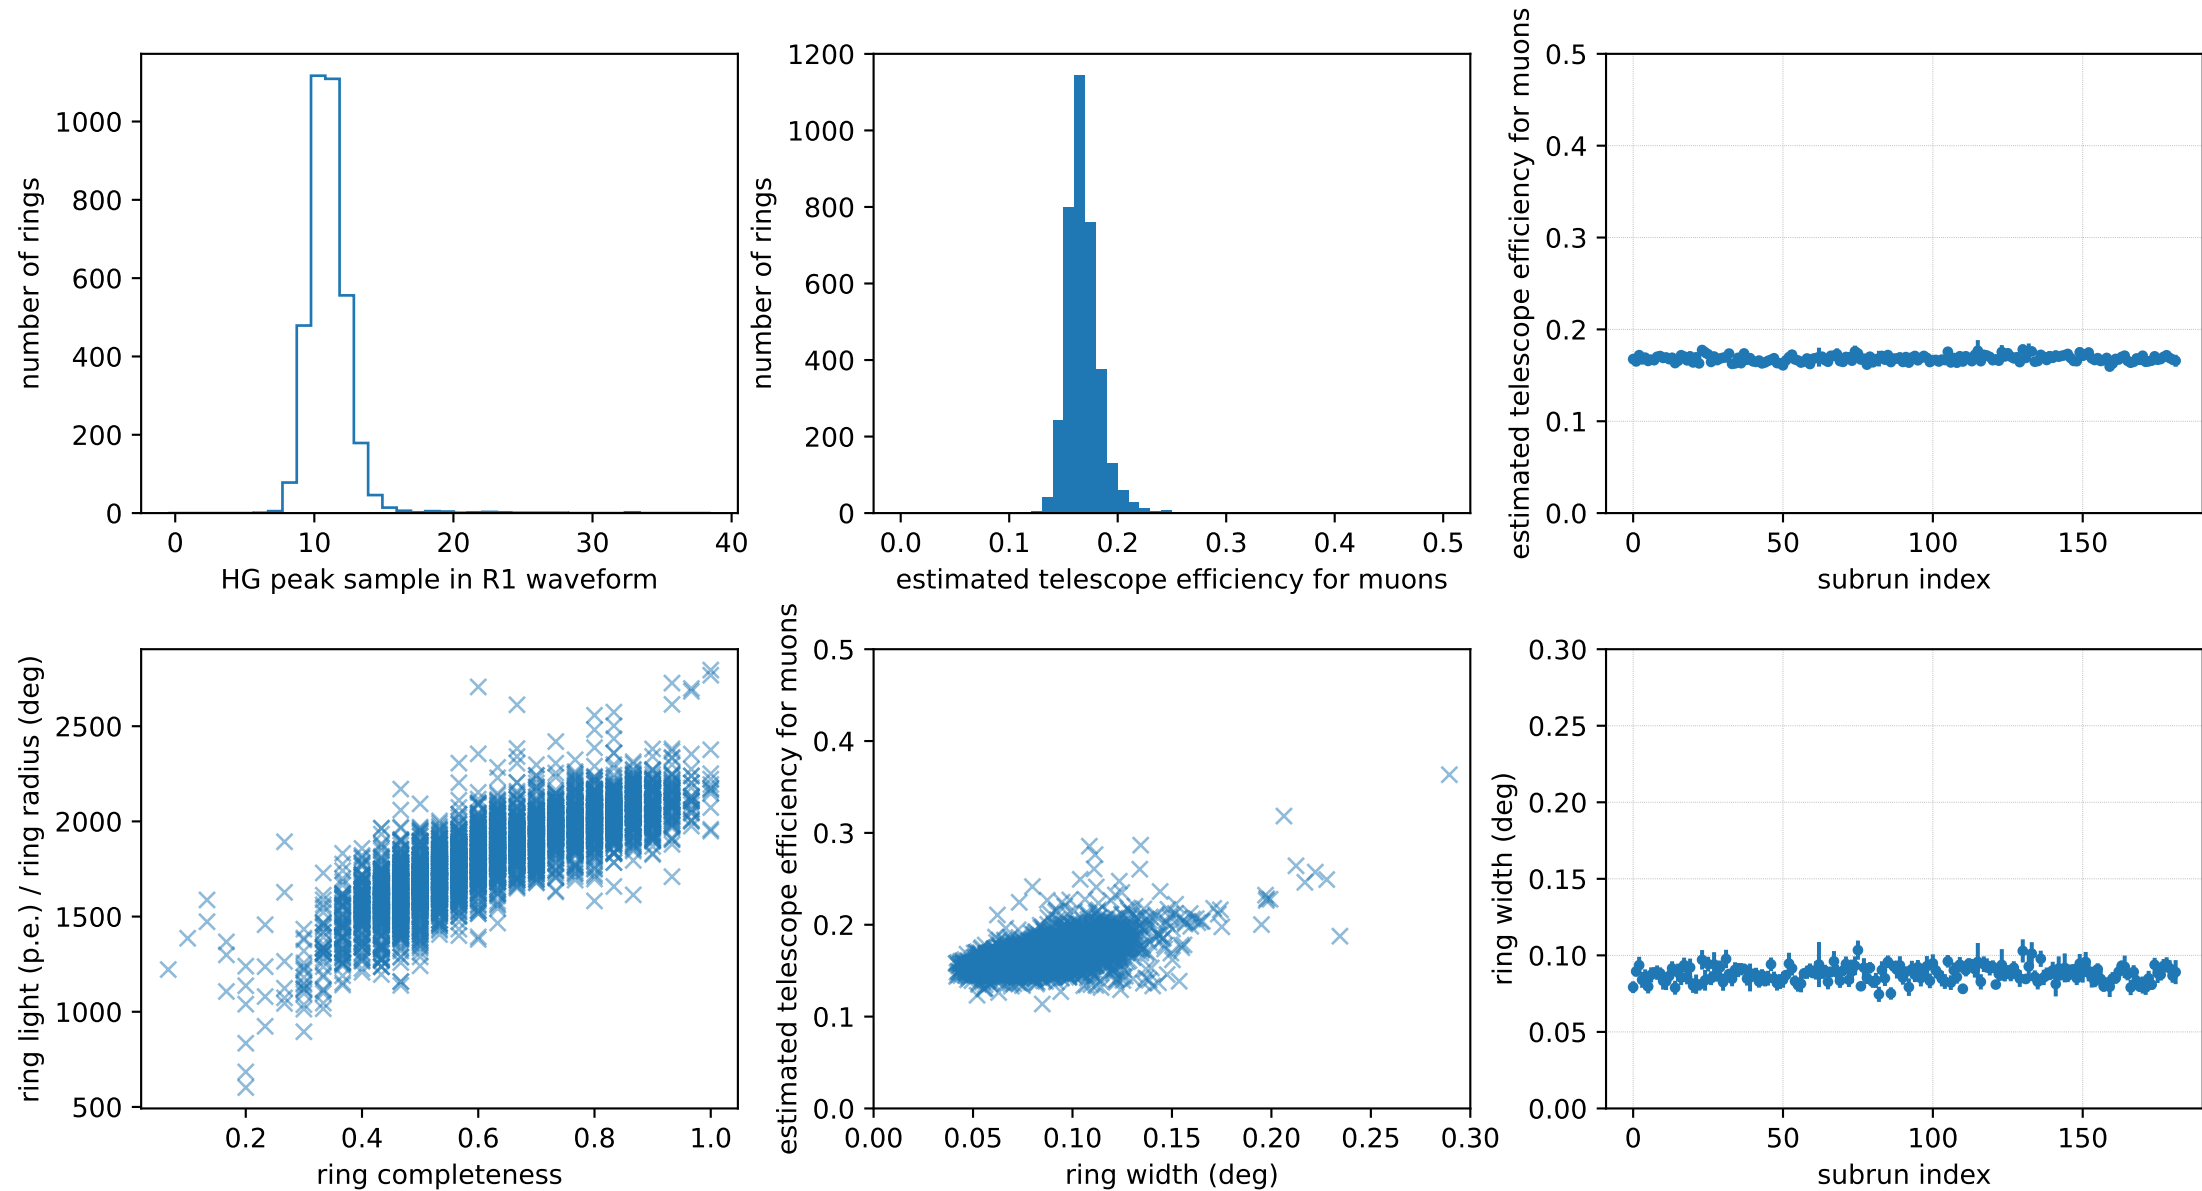 number of rings
1000
800
600
400
200
0
0 10 20 30 40
HG peak sample in R1 waveform
number of rings
1200
1000
800
600
400
200
0
0.0 0.1 0.2 0.3 0.4 0.5
estimated telescope efficiency for muons
estimated telescope efficiency for muons
0.5
0.4
0.3
0.2
0.1
0.0
0 50 100 150
subrun index
ring light (p.e.) / ring radius (deg)
2500
2000
1500
1000
500
0.2 0.4 0.6 0.8 1.0
ring completeness
estimated telescope efficiency for muons
0.5
0.4
0.3
0.2
0.1
0.0
0.00 0.05 0.10 0.15 0.20 0.25 0.30
ring width (deg)
ring width (deg)
0.30
0.25
0.20
0.15
0.10
0.05
0.00
0 50 100 150
subrun index